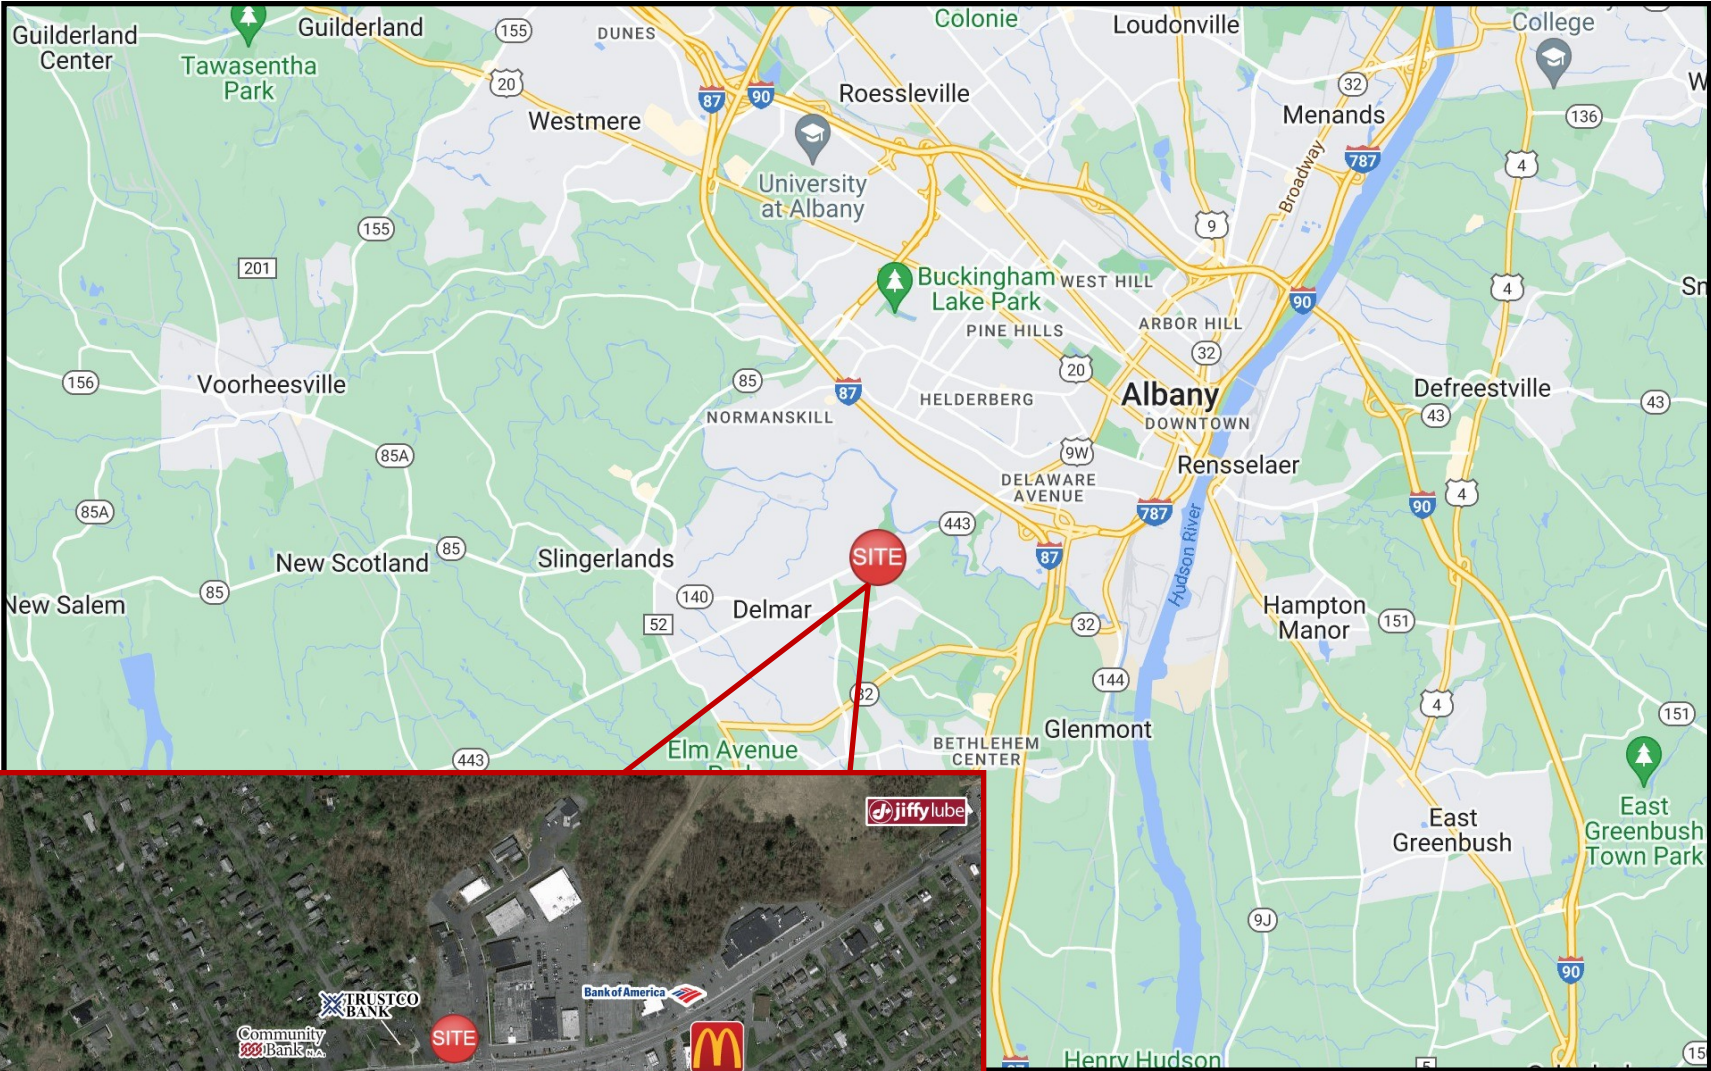 Guilderland
Center
Guilderland
155
DUNES
Colonie
Loudonville
College
Tawasentha
Park
20
Westmere
87
90
Roessleville
32
Menands
136
787
Broadway
4
University
at Albany
155
201
9
Buckingham
Lake Park
WEST HILL
4
90
PINE HILLS
ARBOR HILL
32
156
Voorheesville
85
87
20
Albany
DOWNTOWN
Defreestville
43
43
HELDERBERG
NORMANSKILL
85A
9W
Rensselaer
DELAWARE
AVENUE
85A
4
90
787
443
Hudson River
New Scotland
85
Slingerlands
SITE
87
New Salem
85
140
Delmar
52
32
Hampton
Manor
151
144
32
4
151
Glenmont
Elm Avenue
BETHLEHEM
CENTER
443
East
Greenbush
East
Greenbush
Town Park
9J
90
Henry Hudson
5
jiffy lube
TRUSTCO
BANK
Bank of America
Community
Bank N.A.
SITE